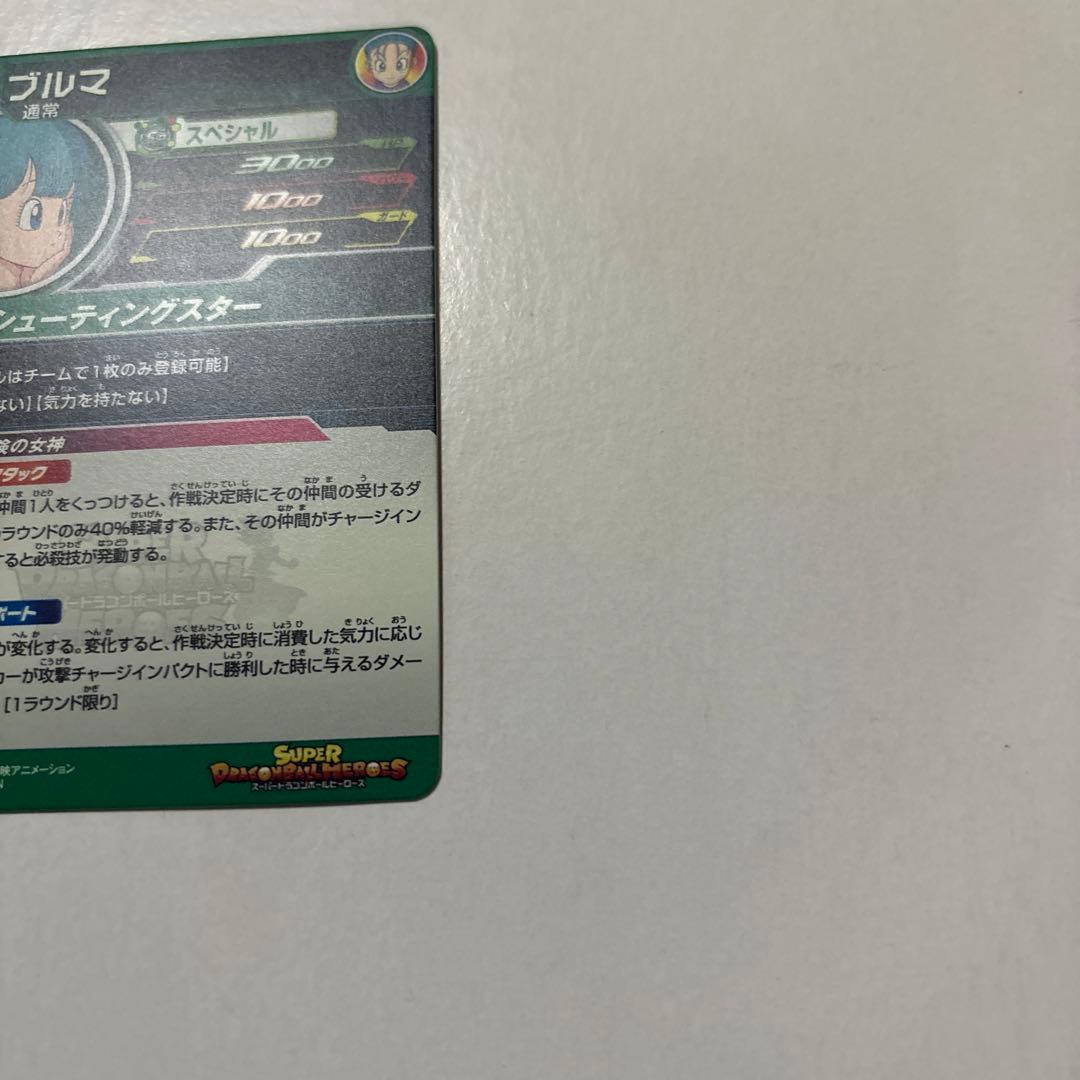 ブルマ
通常
スペシャル
3000
1000
ガード
1000
シューティングスター
はチームで1枚のみ登録可能】
ない】【気力を持たない】
険の女神
アタック
仲間1人をくっつけると、作戦決定時にその仲間の受けるダ
ラウンドのみ40%軽減する。また、その仲間がチャージイン
すると必殺技が発動する。
ポート
が変化する。変化すると、作戦決定時に消費した気力に応じ
カーが攻撃チャージインパクトに勝利した時に与えるダメー
[1ラウンド限り]
映アニメーション
SUPER
DRAGONBALL HEROES
スーパードラゴンボールヒーローズ